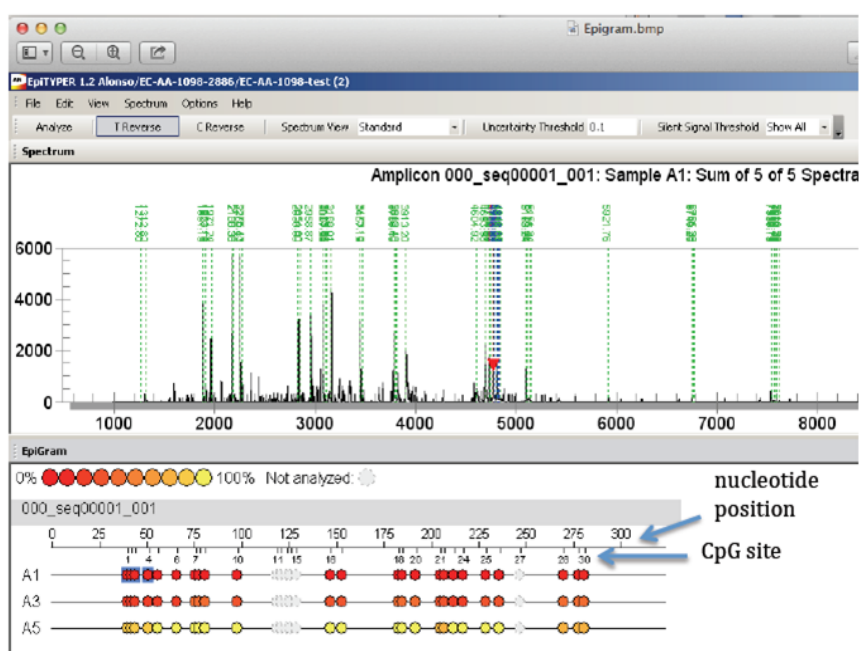 Epigram.bmp
EpiTYPER 1.2 Alonso/EC-AA-1098-2886/EC-AA-1098-test (2)
File Edit View Spectrum Options Help
Analyze T Reverse C Reverse Spectrum View Standard Uncertainty Threshold 0.1 Silent Signal Threshold Show All
Spectrum
Amplicon 000_seq00001_001: Sample A1: Sum of 5 of 5 Spectra
5921.76
6000
4000
2000
0
1000 2000 3000 4000 5000 6000 7000 8000
EpiGram
0% 100% Not analyzed:
nucleotide
position
000_seq00001_001
0 25 50 75 100 125 150 175 200 225 250 275 300
CpG site
1 4 6 7 10 11 15 16 18 21 24 25 27 28 30
A1
A3
A5